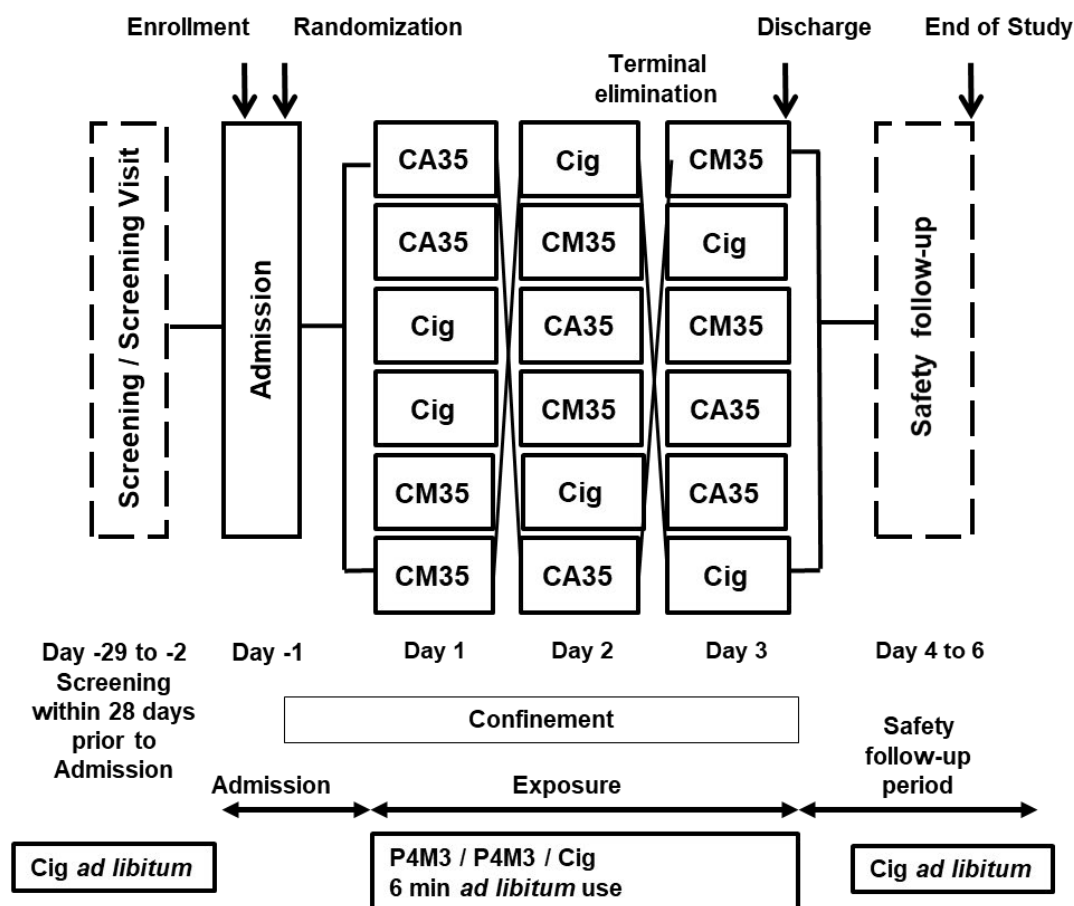 Enrollment
Randomization
Discharge
End of Study
Terminal
elimination
Screening / Screening Visit
Admission
CA35
Cig
CM35
CA35
CM35
Cig
Cig
CA35
CM35
Cig
CM35
CA35
CM35
Cig
CA35
CM35
CA35
Cig
Safety follow-up
Day -29 to -2
Screening
within 28 days
prior to
Admission
Day -1
Day 1
Day 2
Day 3
Day 4 to 6
Confinement
Admission
Exposure
Safety
follow-up
period
Cig ad libitum
P4M3 / P4M3 / Cig
6 min ad libitum use
Cig ad libitum